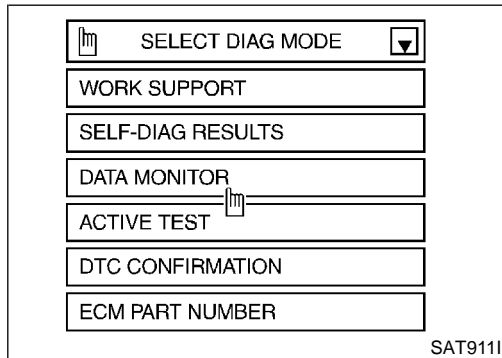 SELECT DIAG MODE
WORK SUPPORT
SELF-DIAG RESULTS
DATA MONITOR
ACTIVE TEST
DTC CONFIRMATION
ECM PART NUMBER
SAT911I